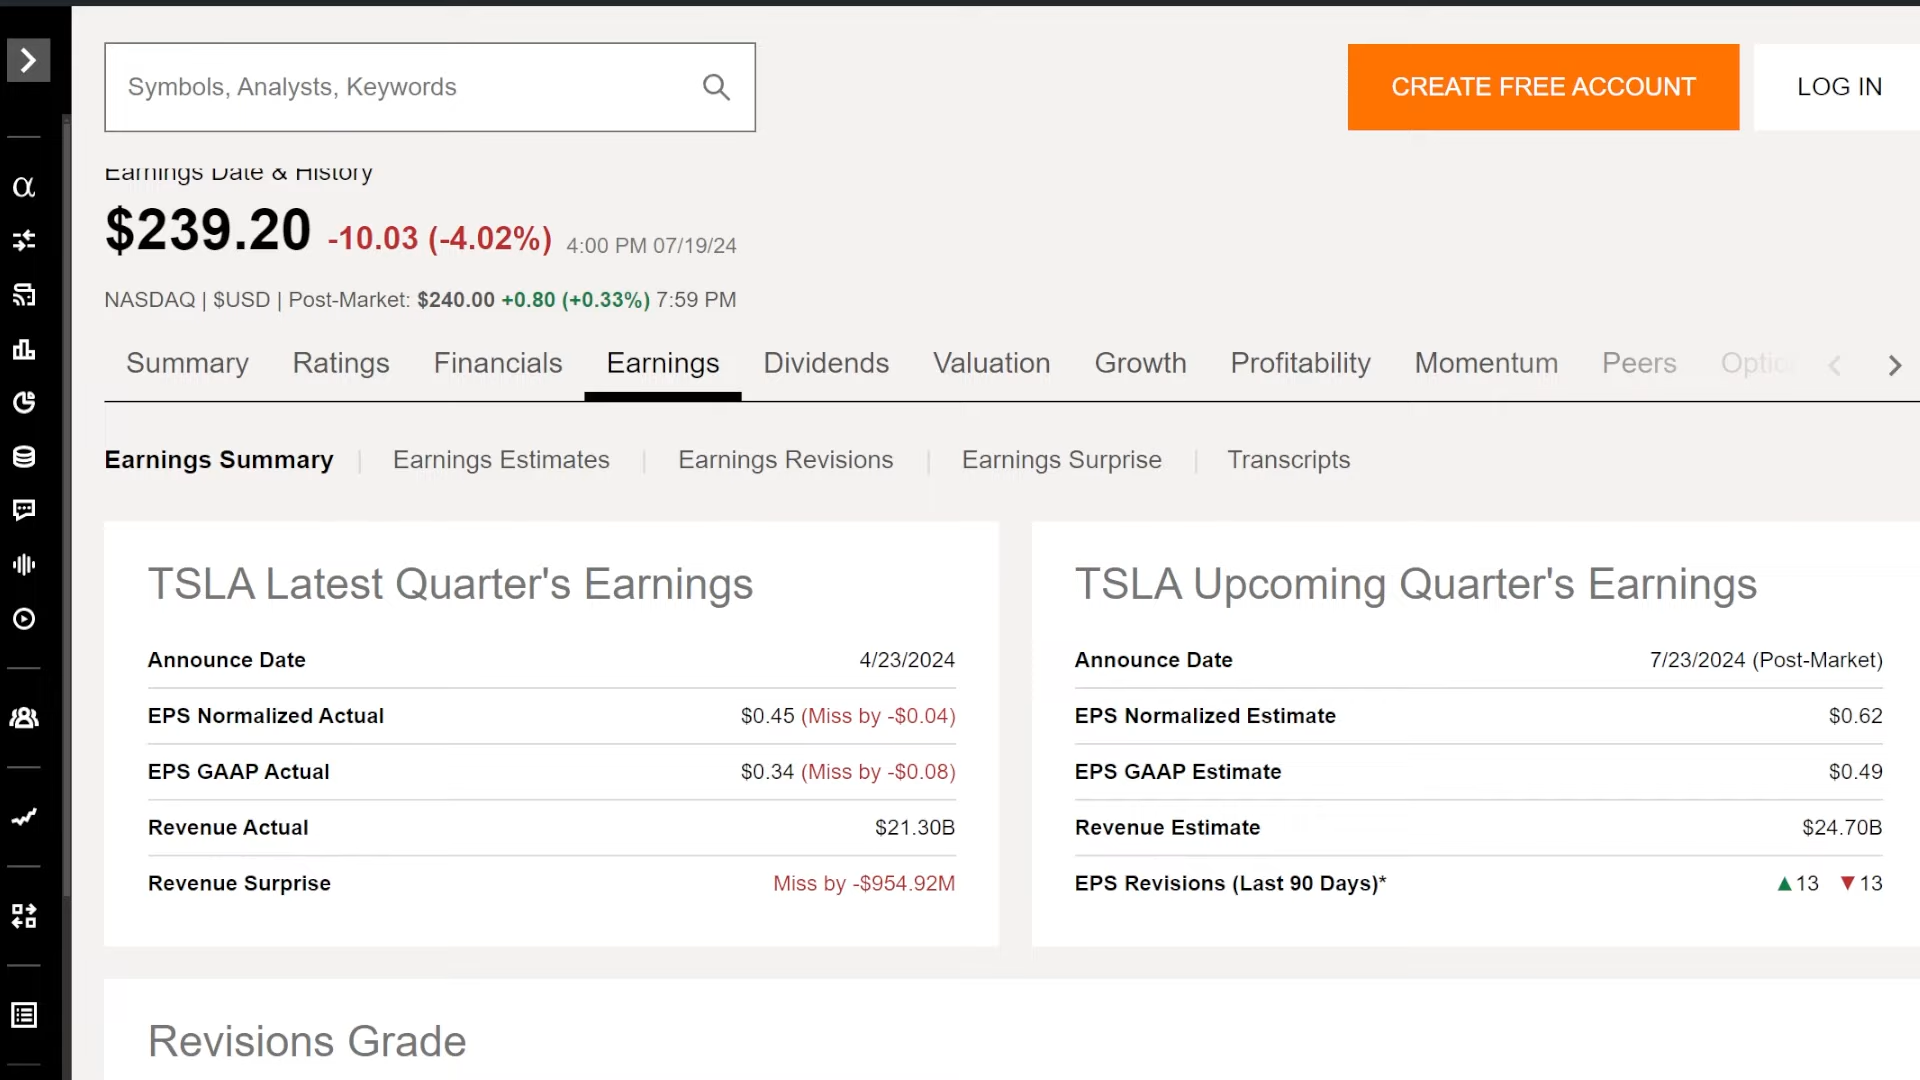 Symbols, Analysts, Keywords
CREATE FREE ACCOUNT
LOG IN
Earnings Date & History
$239.20 -10.03 (-4.02%) 4:00 PM 07/19/24
NASDAQ | $USD | Post-Market: $240.00 +0.80 (+0.33%) 7:59 PM
Summary Ratings Financials Earnings Dividends Valuation Growth Profitability Momentum Peers Optio
Earnings Summary | Earnings Estimates | Earnings Revisions | Earnings Surprise | Transcripts
TSLA Latest Quarter's Earnings
Announce Date 4/23/2024
EPS Normalized Actual $0.45 (Miss by -$0.04)
EPS GAAP Actual $0.34 (Miss by -$0.08)
Revenue Actual $21.30B
Revenue Surprise Miss by -$954.92M
TSLA Upcoming Quarter's Earnings
Announce Date 7/23/2024 (Post-Market)
EPS Normalized Estimate $0.62
EPS GAAP Estimate $0.49
Revenue Estimate $24.70B
EPS Revisions (Last 90 Days)* ▲13 ▼13
Revisions Grade